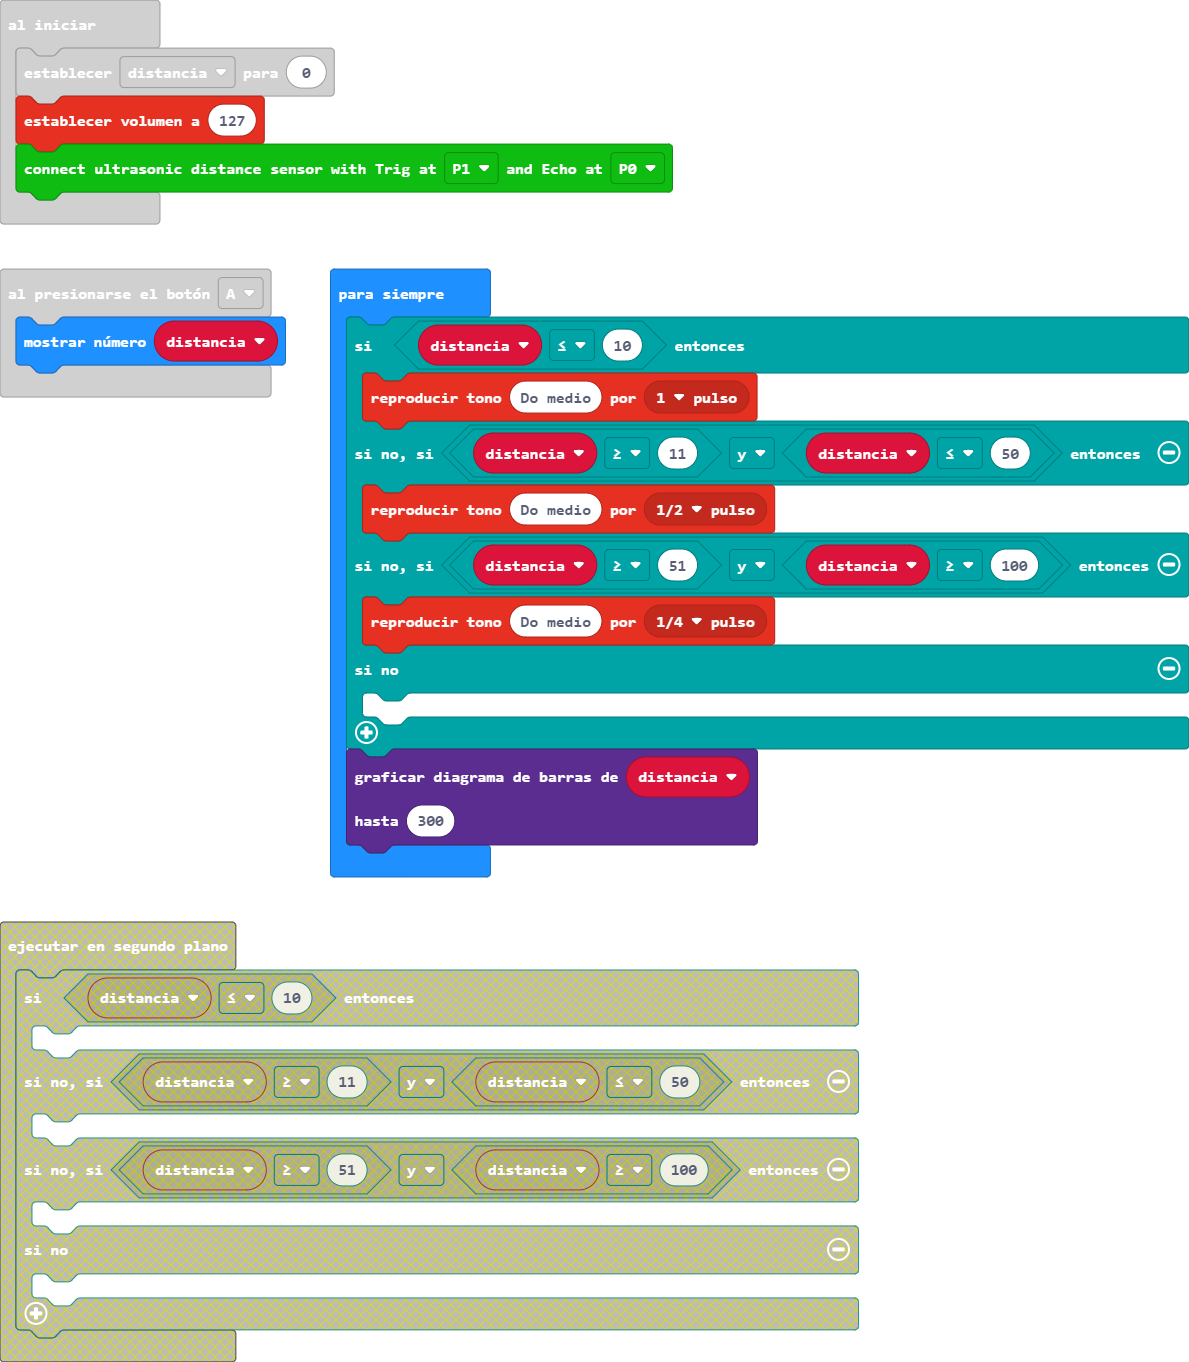 al iniciar
establecer distancia para 0
establecer volumen a 127
connect ultrasonic distance sensor with Trig at P1 and Echo at P0
al presionarse el botón A
mostrar número distancia
para siempre
si distancia ≤ 10 entonces
reproducir tono Do medio por 1 pulso
si no, si distancia ≥ 11 y distancia ≤ 50 entonces
reproducir tono Do medio por 1/2 pulso
si no, si distancia ≥ 51 y distancia ≥ 100 entonces
reproducir tono Do medio por 1/4 pulso
si no
graficar diagrama de barras de distancia
hasta 300
ejecutar en segundo plano
si distancia ≤ 10 entonces
si no, si distancia ≥ 11 y distancia ≤ 50 entonces
si no, si distancia ≥ 51 y distancia ≥ 100 entonces
si no